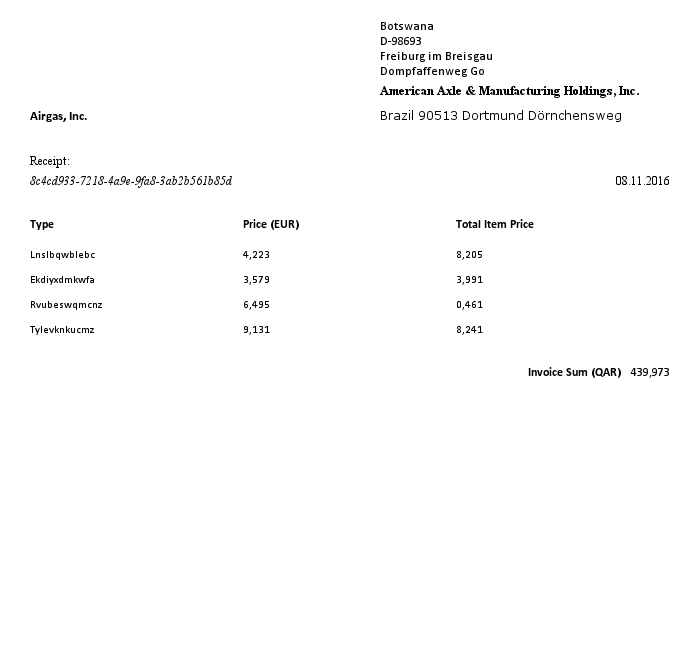 Botswana
D-98693
Freiburg im Breisgau
Dompfaffenweg Go
American Axle & Manufacturing Holdings, Inc.
Airgas, Inc. Brazil 90513 Dortmund Dörnchensweg
Receipt:
8c4cd933-7218-4a9e-9fa8-3ab2b561b85d 08.11.2016
Type Price (EUR) Total Item Price
Lnslbqwblebc 4,223 8,205
Ekdiyxdmkwfa 3,579 3,991
Rvubeswqmcnz 6,495 0,461
Tylevknkucmz 9,131 8,241
Invoice Sum (QAR) 439,973